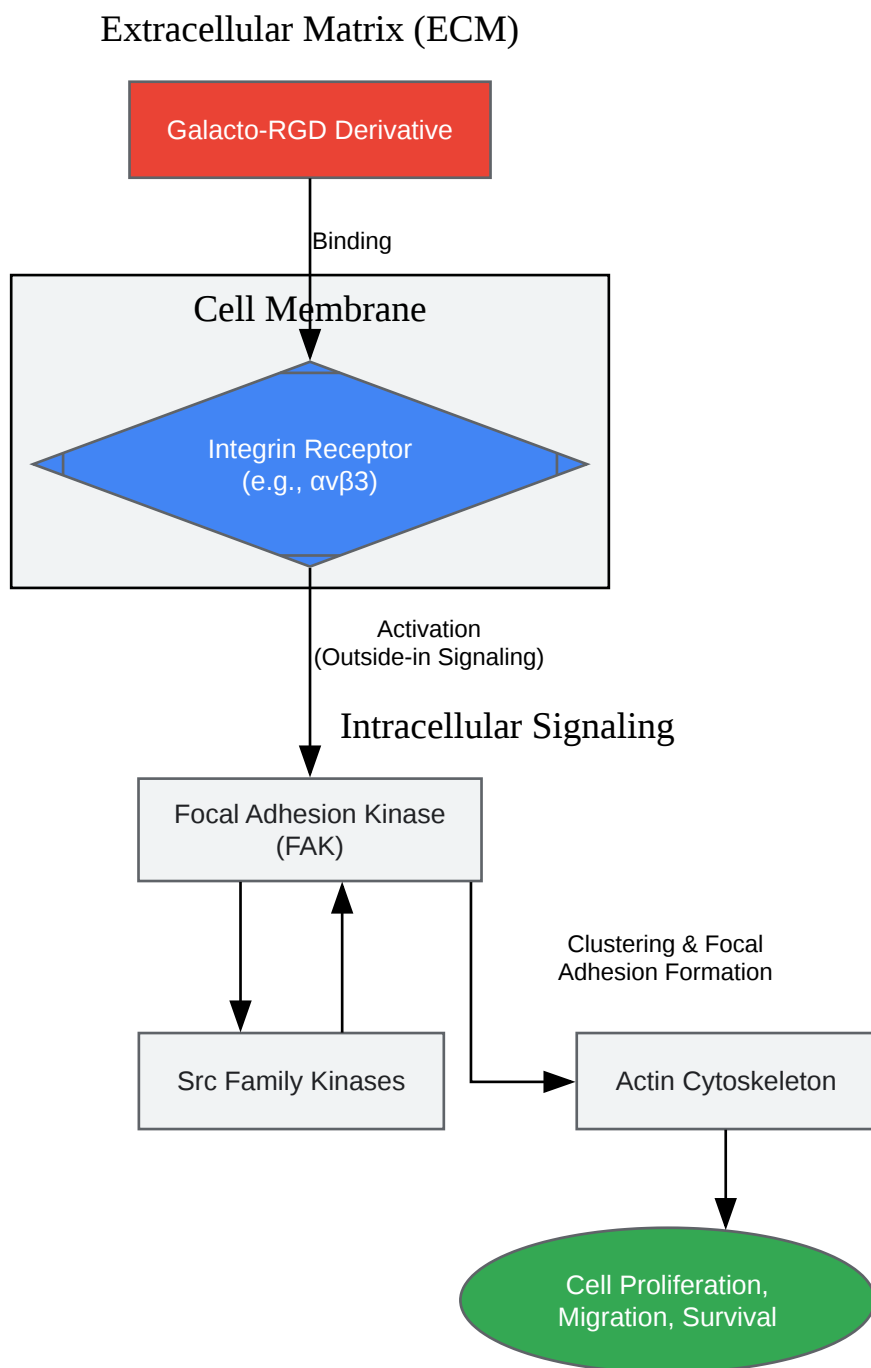 Extracellular Matrix (ECM)
Galacto-RGD Derivative
Binding
Cell Membrane
Integrin Receptor
(e.g., αvβ3)
Activation
(Outside-in Signaling)
Intracellular Signaling
Focal Adhesion Kinase
(FAK)
Clustering & Focal
Adhesion Formation
Src Family Kinases
Actin Cytoskeleton
Cell Proliferation,
Migration, Survival